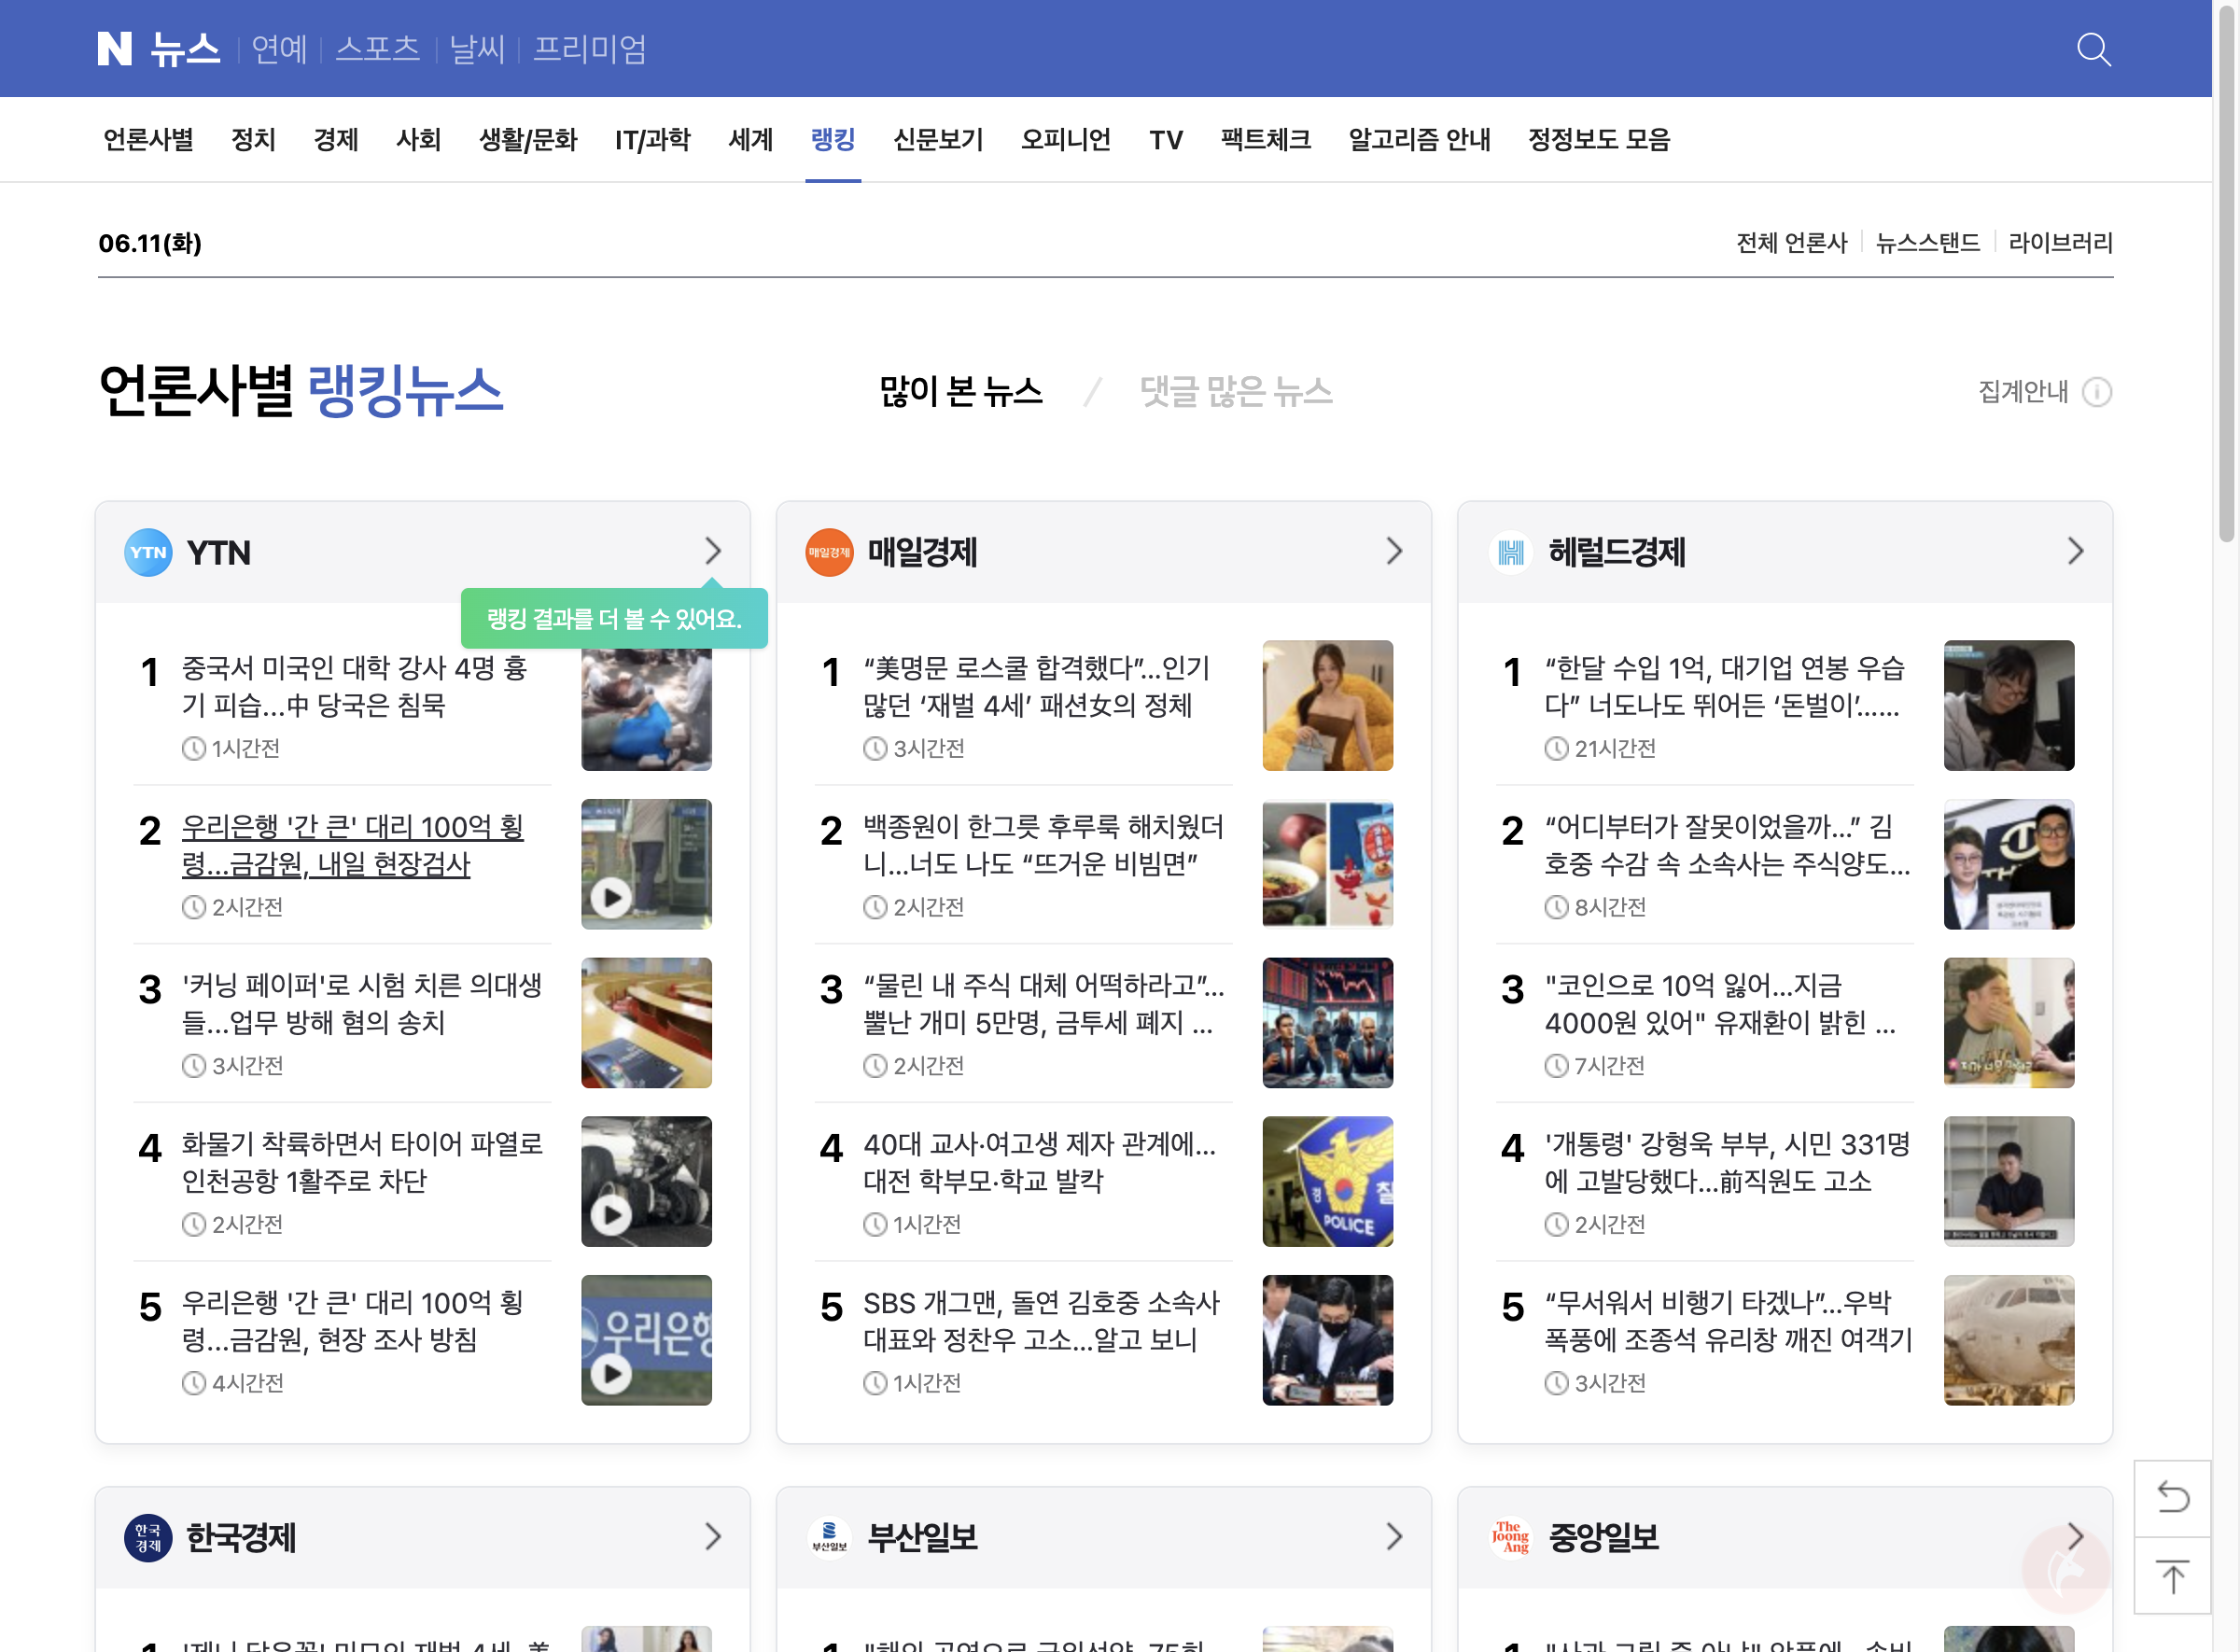 N 뉴스 연예 스포츠 날씨 프리미엄
언론사별 정치 경제 사회 생활/문화 IT/과학 세계 랭킹 신문보기 오피니언 TV 팩트체크 알고리즘 안내 정정보도 모음
06.11(화)
전체 언론사 뉴스스탠드 라이브러리
언론사별 랭킹뉴스
많이 본 뉴스 / 댓글 많은 뉴스
집계안내
YTN YTN
랭킹 결과를 더 볼 수 있어요.
1 중국서 미국인 대학 강사 4명 흉
기 피습...中 당국은 침묵
1시간전
2 우리은행 '간 큰' 대리 100억 횡
령...금감원, 내일 현장검사
2시간전
3 '커닝 페이퍼'로 시험 치른 의대생
들...업무 방해 혐의 송치
3시간전
4 화물기 착륙하면서 타이어 파열로
인천공항 1활주로 차단
2시간전
5 우리은행 '간 큰' 대리 100억 횡
령...금감원, 현장 조사 방침
4시간전
우리은행
매일경제 매일경제
1 “美명문 로스쿨 합격했다”…인기
많던 ‘재벌 4세’ 패션女의 정체
3시간전
2 백종원이 한그릇 후루룩 해치웠더
니…너도 나도 “뜨거운 비빔면”
2시간전
3 “물린 내 주식 대체 어떡하라고”…
뿔난 개미 5만명, 금투세 폐지 ...
2시간전
4 40대 교사·여고생 제자 관계에…
대전 학부모·학교 발칵
1시간전
경찰
POLICE
5 SBS 개그맨, 돌연 김호중 소속사
대표와 정찬우 고소…알고 보니
1시간전
헤럴드경제
1 “한달 수입 1억, 대기업 연봉 우습
다” 너도나도 뛰어든 ‘돈벌이’……
21시간전
2 “어디부터가 잘못이었을까…” 김
호중 수감 속 소속사는 주식양도...
8시간전
3 "코인으로 10억 잃어…지금
4000원 있어" 유재환이 밝힌 ...
7시간전
4 '개통령' 강형욱 부부, 시민 331명
에 고발당했다…前직원도 고소
2시간전
5 “무서워서 비행기 타겠나”…우박
폭풍에 조종석 유리창 깨진 여객기
3시간전
한국
경제
한국경제
부산일보 부산일보
The
Joong
Ang
중앙일보